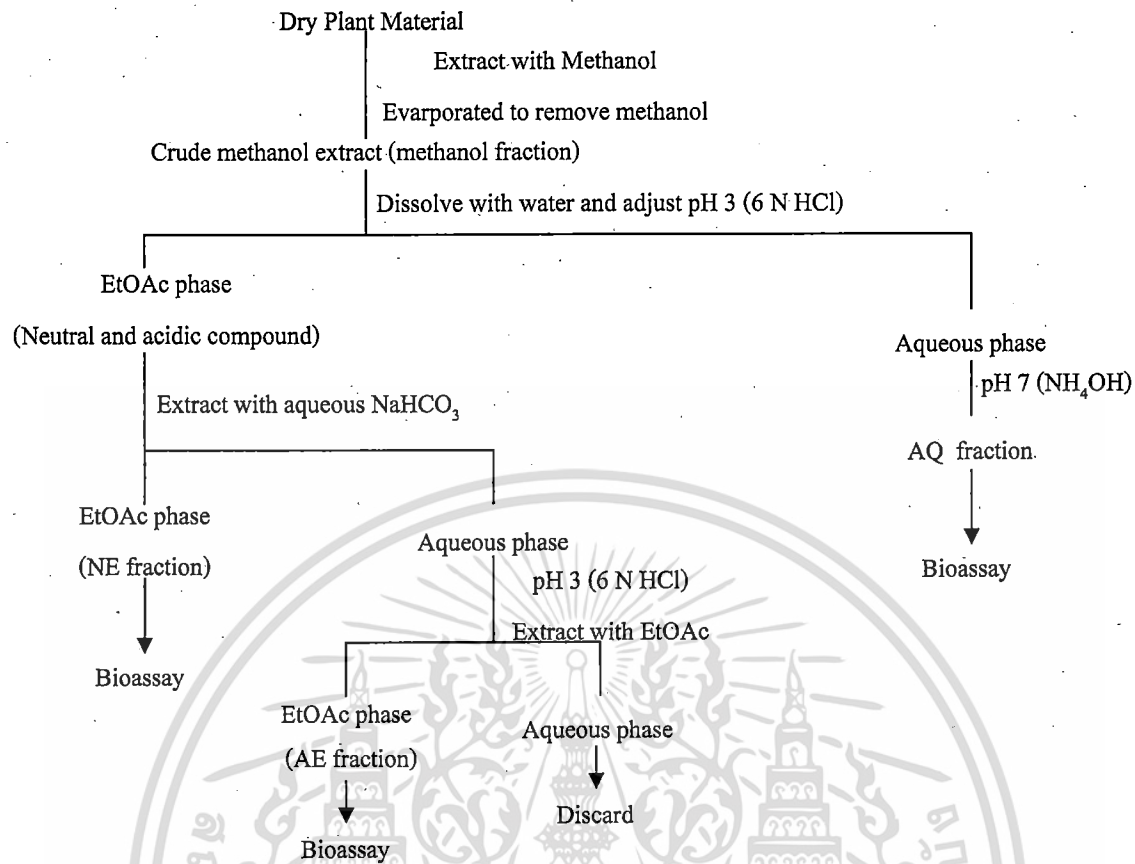 Dry Plant Material
Extract with Methanol
Evarporated to remove methanol
Crude methanol extract (methanol fraction)
Dissolve with water and adjust pH 3 (6 N HCl)
EtOAc phase
(Neutral and acidic compound)
Aqueous phase
pH 7 (NH₄OH)
Extract with aqueous NaHCO₃
AQ fraction.
EtOAc phase
(NE fraction)
Aqueous phase
Bioassay
pH 3 (6 N HCl)
Extract with EtOAc
Bioassay
EtOAc phase
(AE fraction)
Aqueous phase
Discard
Bioassay